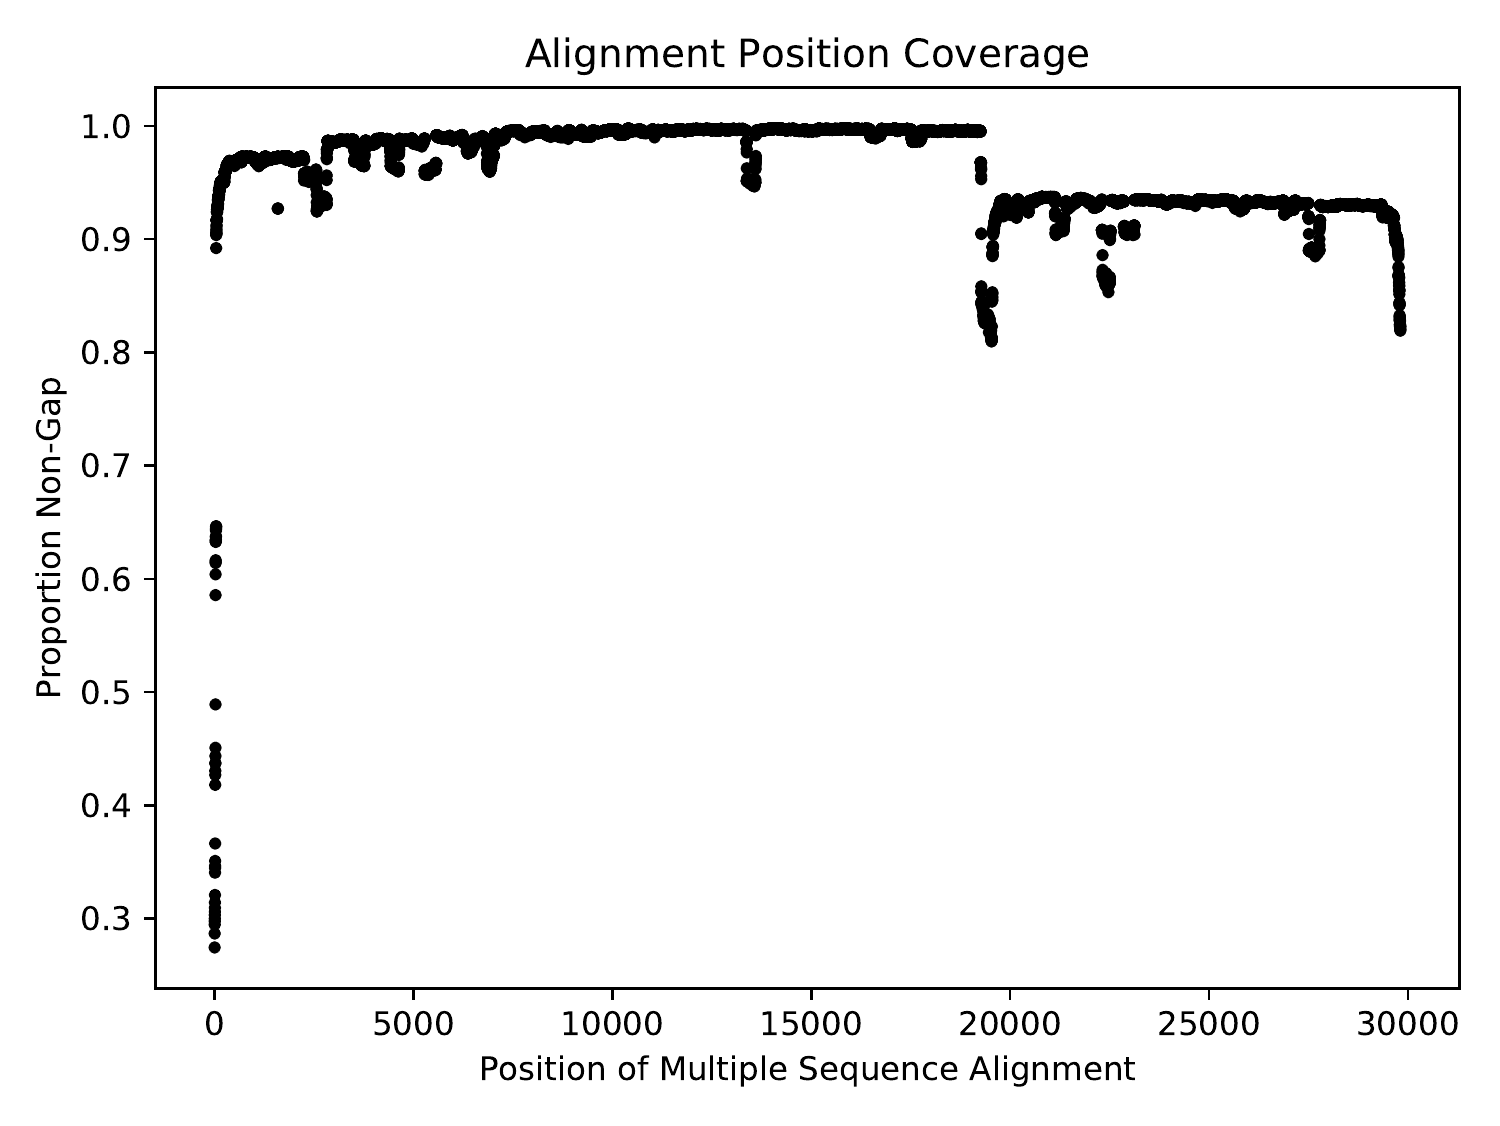 Alignment Position Coverage
Proportion Non-Gap
1.0
0.9
0.8
0.7
0.6
0.5
0.4
0.3
0 5000 10000 15000 20000 25000 30000
Position of Multiple Sequence Alignment